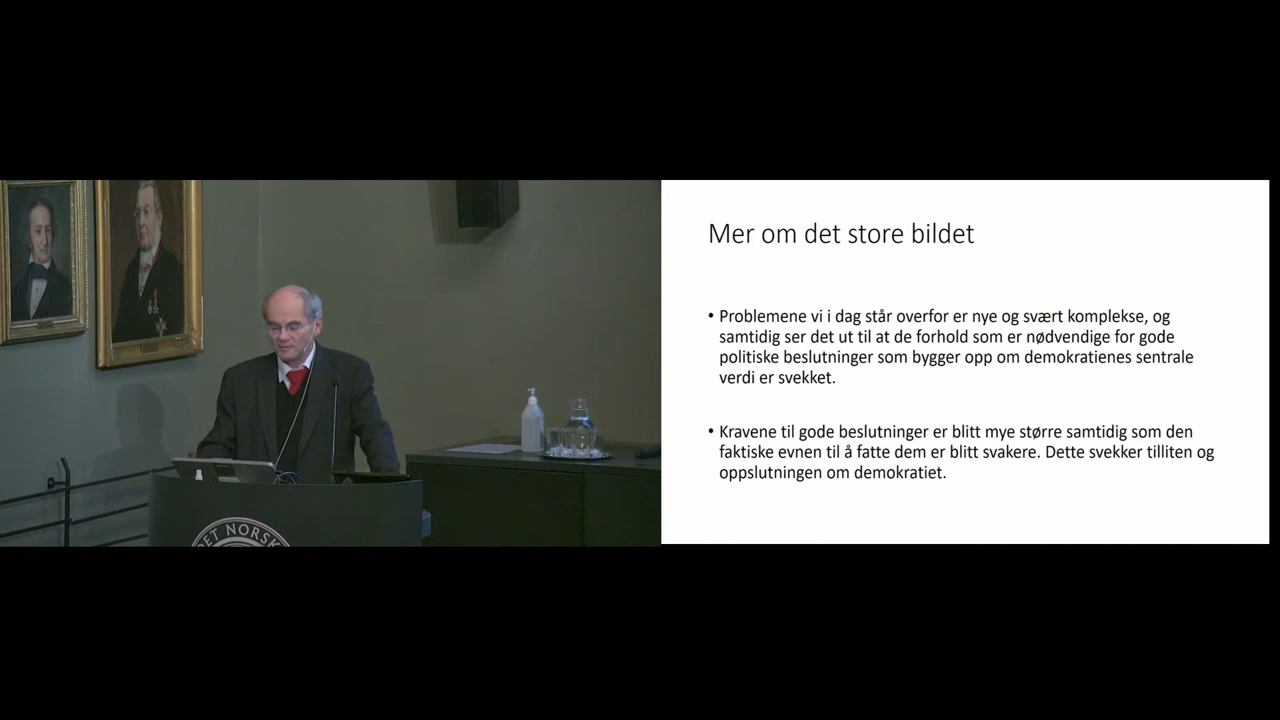 Mer om det store bildet
• Problemene vi i dag står overfor er nye og svært komplekse, og
samtidig ser det ut til at de forhold som er nødvendige for gode
politiske beslutninger som bygger opp om demokratienes sentrale
verdi er svekket.
• Kravene til gode beslutninger er blitt mye større samtidig som den
faktiske evnen til å fatte dem er blitt svakere. Dette svekker tilliten og
oppslutningen om demokratiet.
DET NORSK